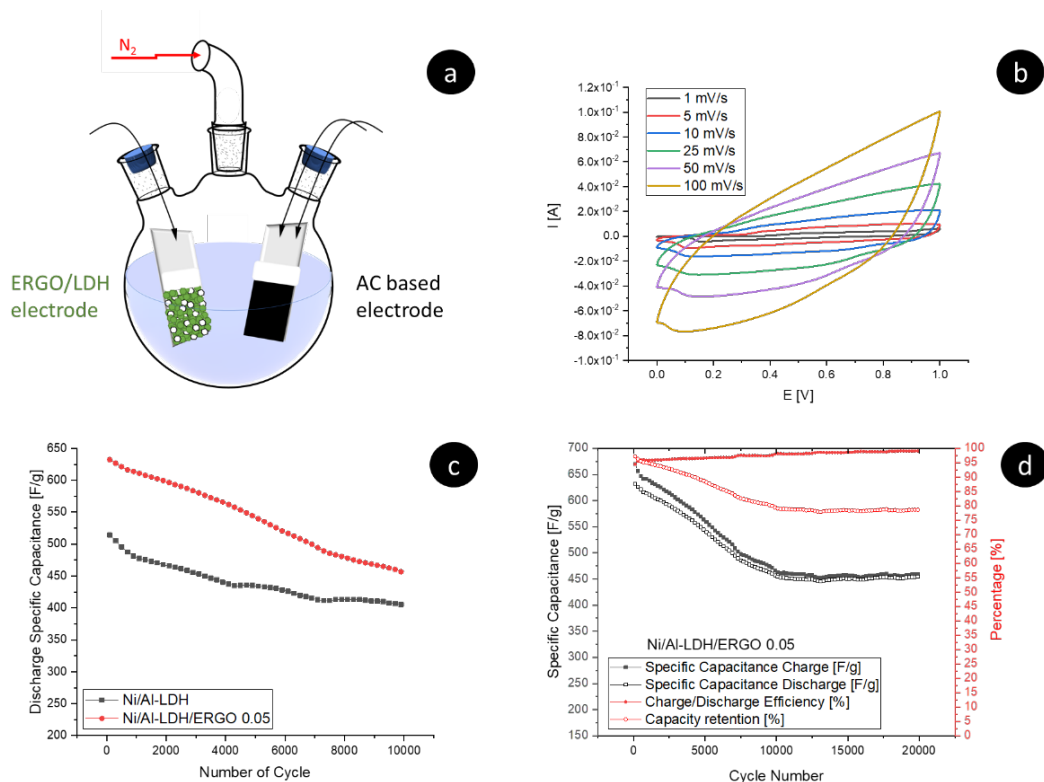 a
N2
ERGO/LDH
electrode
AC based
electrode
b
1.2x10⁻¹
1.0x10⁻¹
8.0x10⁻²
6.0x10⁻²
4.0x10⁻²
2.0x10⁻²
0.0
-2.0x10⁻²
-4.0x10⁻²
-6.0x10⁻²
-8.0x10⁻²
-1.0x10⁻¹
I [A]
1 mV/s
5 mV/s
10 mV/s
25 mV/s
50 mV/s
100 mV/s
0.0 0.2 0.4 0.6 0.8 1.0
E [V]
c
650
600
550
500
450
400
350
300
250
200
Discharge Specific Capacitance [F/g]
Ni/Al-LDH
Ni/Al-LDH/ERGO 0.05
0 2000 4000 6000 8000 10000
Number of Cycle
d
700
650
600
550
500
450
400
350
300
250
200
150
Specific Capacitance [F/g]
100
95
90
85
80
75
70
65
60
55
50
45
40
35
30
25
20
15
10
5
0
Percentage [%]
Ni/Al-LDH/ERGO 0.05
Specific Capacitance Charge [F/g]
Specific Capacitance Discharge [F/g]
Charge/Discharge Efficiency [%]
Capacity retention [%]
0 5000 10000 15000 20000
Cycle Number